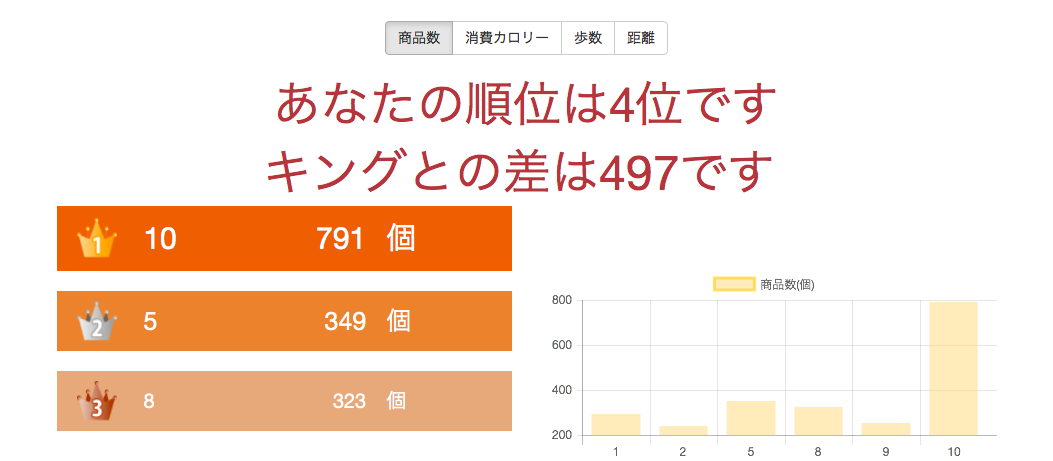 商品数 消費カロリー 歩数 距離
あなたの順位は4位です
キングとの差は497です
1 10 791 個
2 5 349 個
3 8 323 個
商品数(個)
800
600
400
200
1 2 5 8 9 10